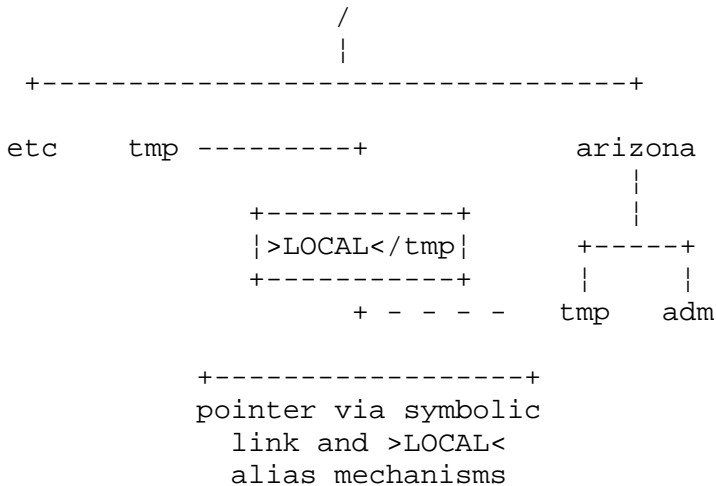 /
¦
+-----------------------------+
etc tmp ---------+ arizona
¦
+-----------+ ¦
¦>LOCAL</tmp¦ +-----+
+-----------+ ¦ ¦
+ - - - - tmp adm
+------------------+
pointer via symbolic
link and >LOCAL<
alias mechanisms